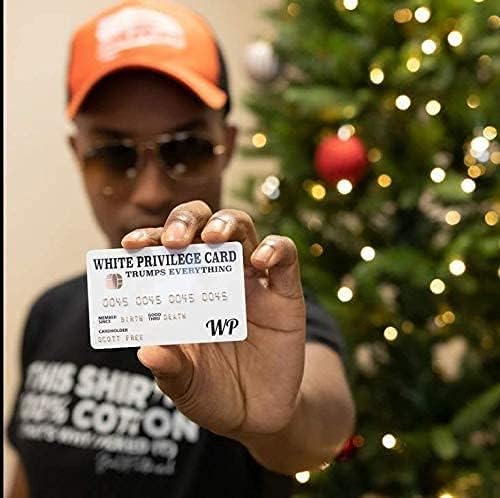 WHITE PRIVILEGE CARD
TRUMPS EVERYTHING
0045 0045 0045 0045
MEMBER SINCE BIRTH GOOD THRU DEATH
CARDHOLDER
SCOTT FREE
WP
THIS SHIRT
100% COTTON